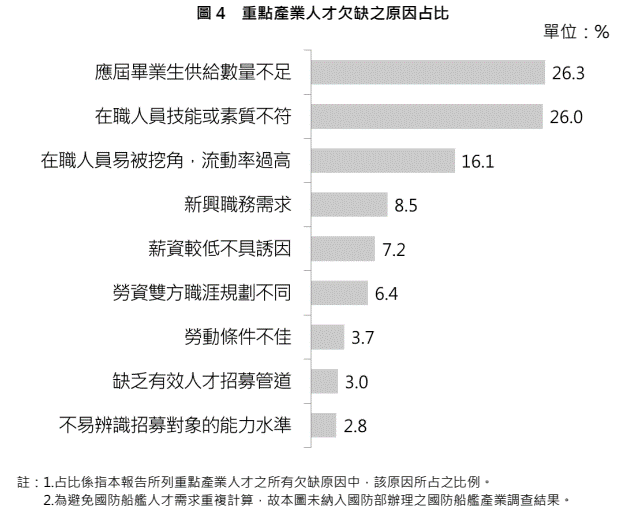 圖 4　重點產業人才欠缺之原因占比
單位：%
應屆畢業生供給數量不足 26.3
在職人員技能或素質不符 26.0
在職人員易被挖角，流動率過高 16.1
新興職務需求 8.5
薪資較低不具誘因 7.2
勞資雙方職涯規劃不同 6.4
勞動條件不佳 3.7
缺乏有效人才招募管道 3.0
不易辨識招募對象的能力水準 2.8
註：1.占比係指本報告所列重點產業人才之所有欠缺原因中，該原因所占之比例。
2.為避免國防船艦人才需求重複計算，故本圖未納入國防部辦理之國防船艦產業調查結果。